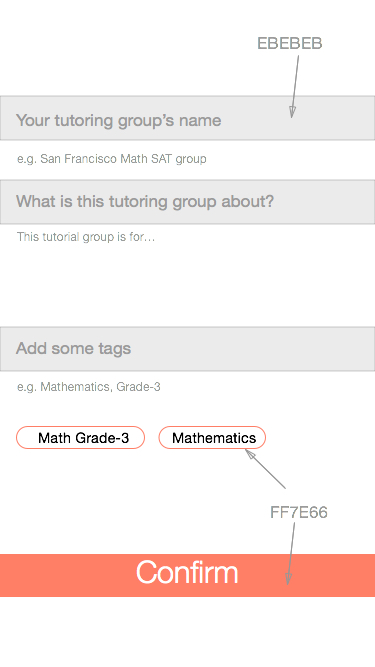 EBEBEB
Your tutoring group's name
e.g. San Francisco Math SAT group
What is this tutoring group about?
This tutorial group is for...
Add some tags
e.g. Mathematics, Grade-3
Math Grade-3 Mathematics
FF7E66
Confirm